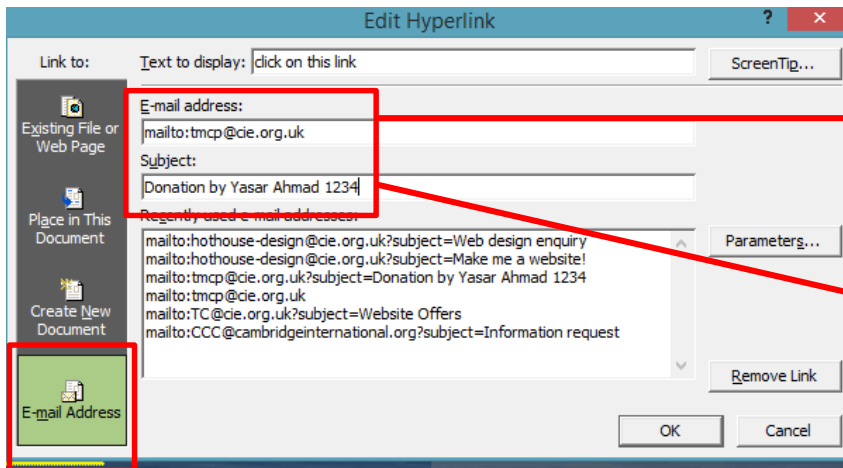 Edit Hyperlink
?
Link to:
Text to display: click on this link
ScreenTip...
Existing File or
Web Page
E-mail address:
mailto:tmcp@cie.org.uk
Subject:
Donation by Yasar Ahmad 1234
Place in This
Document
Recently used e-mail addresses:
mailto:hothouse-design@cie.org.uk?subject=Web design enquiry
mailto:hothouse-design@cie.org.uk?subject=Make me a website!
mailto:tmcp@cie.org.uk?subject=Donation by Yasar Ahmad 1234
mailto:tmcp@cie.org.uk
mailto:TC@cie.org.uk?subject=Website Offers
mailto:CCC@cambridgeinternational.org?subject=Information request
Parameters...
Create New
Document
E-mail Address
Remove Link
OK
Cancel